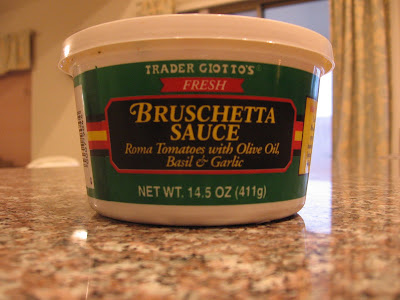 TRADER GIOTTO'S
FRESH
BRUSCHETTA
SAUCE
Roma Tomatoes with Olive Oil,
Basil & Garlic
NET WT. 14.5 OZ (411g)